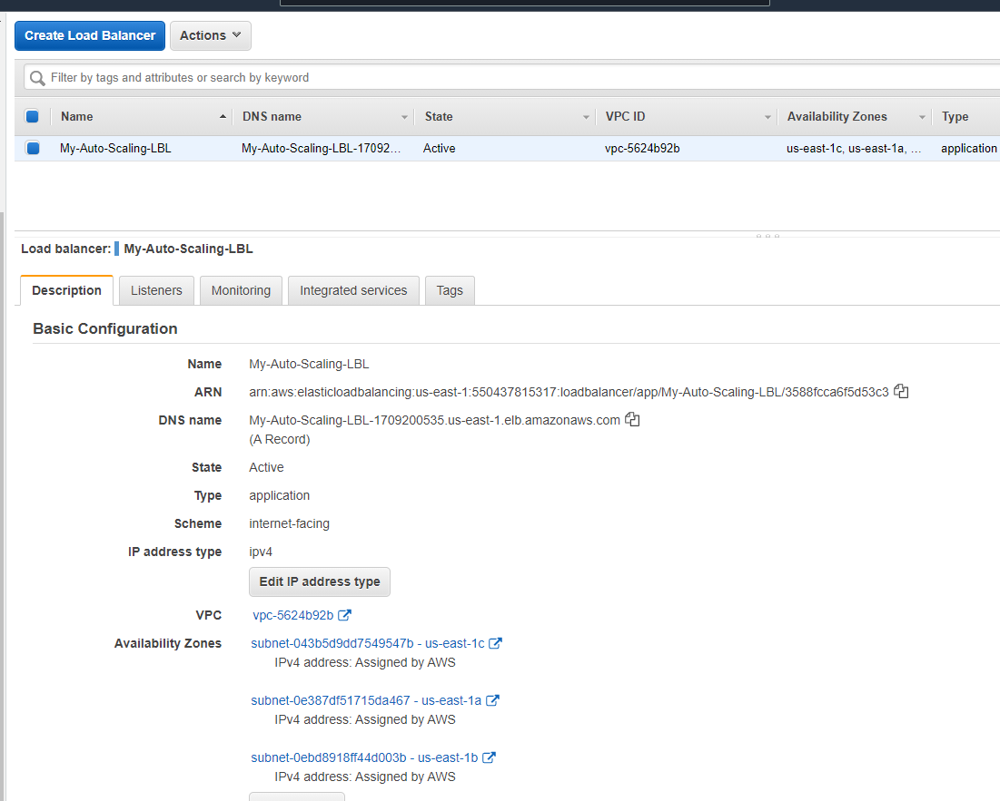 Create Load Balancer Actions
Filter by tags and attributes or search by keyword
Name DNS name State VPC ID Availability Zones Type
My-Auto-Scaling-LBL My-Auto-Scaling-LBL-17092... Active vpc-5624b92b us-east-1c, us-east-1a, ... application
Load balancer: My-Auto-Scaling-LBL
Description Listeners Monitoring Integrated services Tags
Basic Configuration
Name My-Auto-Scaling-LBL
ARN arn:aws:elasticloadbalancing:us-east-1:550437815317:loadbalancer/app/My-Auto-Scaling-LBL/3588fcca6f5d53c3
DNS name My-Auto-Scaling-LBL-1709200535.us-east-1.elb.amazonaws.com
(A Record)
State Active
Type application
Scheme internet-facing
IP address type ipv4
Edit IP address type
VPC vpc-5624b92b
Availability Zones subnet-043b5d9dd7549547b - us-east-1c
IPv4 address: Assigned by AWS
subnet-0e387df51715da467 - us-east-1a
IPv4 address: Assigned by AWS
subnet-0ebd8918ff44d003b - us-east-1b
IPv4 address: Assigned by AWS